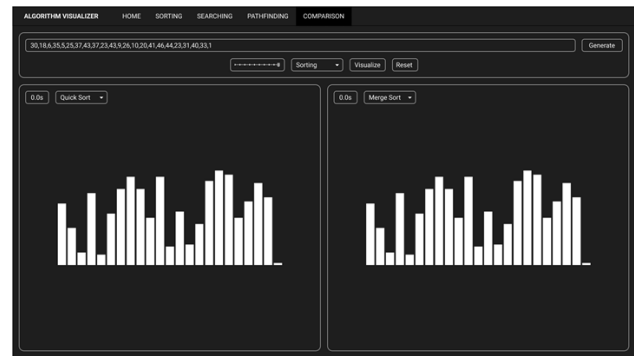 ALGORITHM VISUALIZER HOME SORTING SEARCHING PATHFINDING COMPARISON
30,18,6,35,5,25,37,43,37,23,43,9,26,10,20,41,46,44,23,31,40,33,1 Generate
Sorting Visualize Reset
0.0s Quick Sort 0.0s Merge Sort